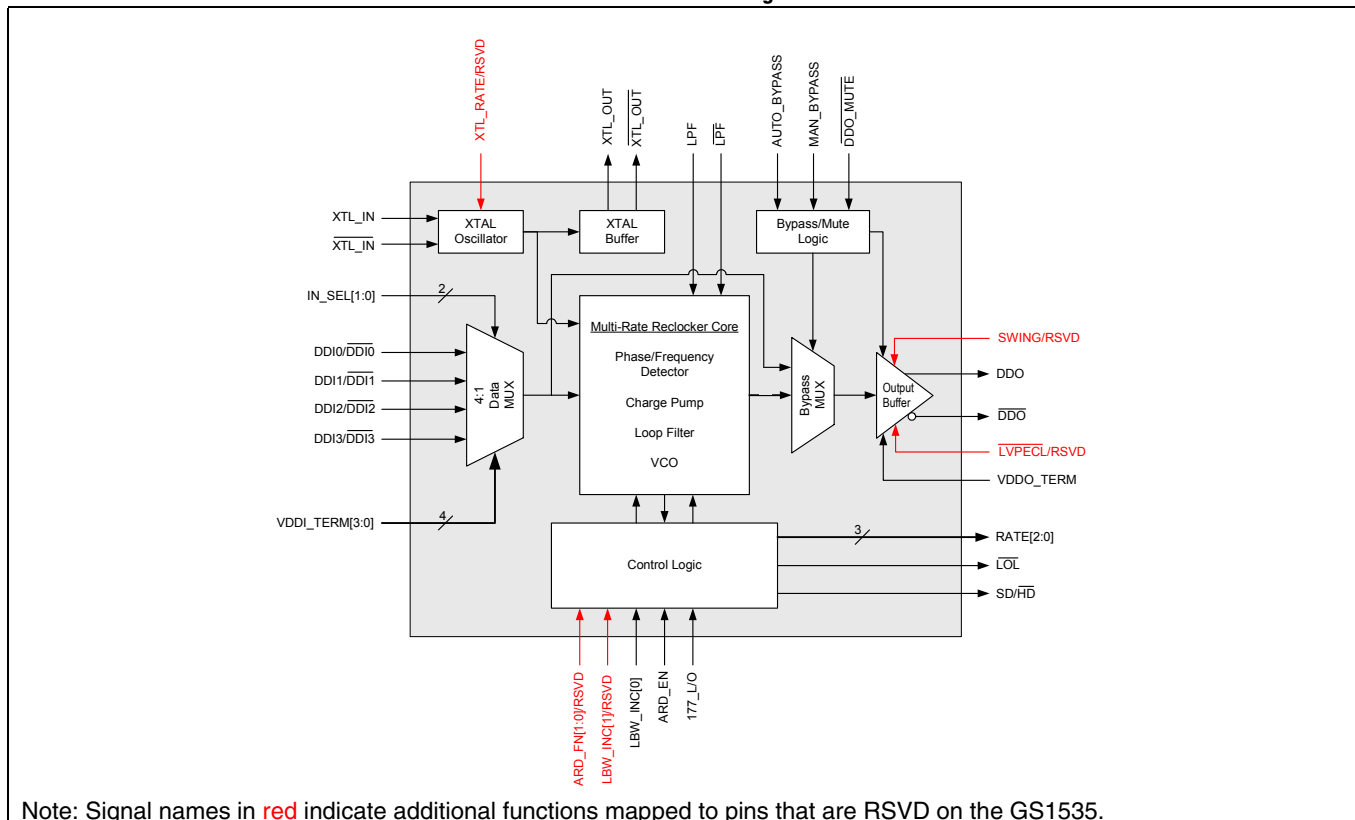 XTL_RATE/RSVD
XTL_OUT
XTL_OUT
LPF
LPF
AUTO_BYPASS
MAN_BYPASS
DDO_MUTE
XTL_IN
XTL_IN
XTAL
Oscillator
XTAL
Buffer
Bypass/Mute
Logic
IN_SEL[1:0]
2
DDI0/DDI0
DDI1/DDI1
DDI2/DDI2
DDI3/DDI3
4:1
Data
MUX
VDDI_TERM[3:0]
4
Multi-Rate Reclocker Core
Phase/Frequency
Detector
Charge Pump
Loop Filter
VCO
Bypass
MUX
Output
Buffer
SWING/RSVD
DDO
DDO
LVPECL/RSVD
VDDO_TERM
Control Logic
3
RATE[2:0]
LOL
SD/HD
ARD_FN[1:0]/RSVD
LBW_INC[1]/RSVD
LBW_INC[0]
ARD_EN
177_L/O
Note: Signal names in red indicate additional functions mapped to pins that are RSVD on the GS1535.